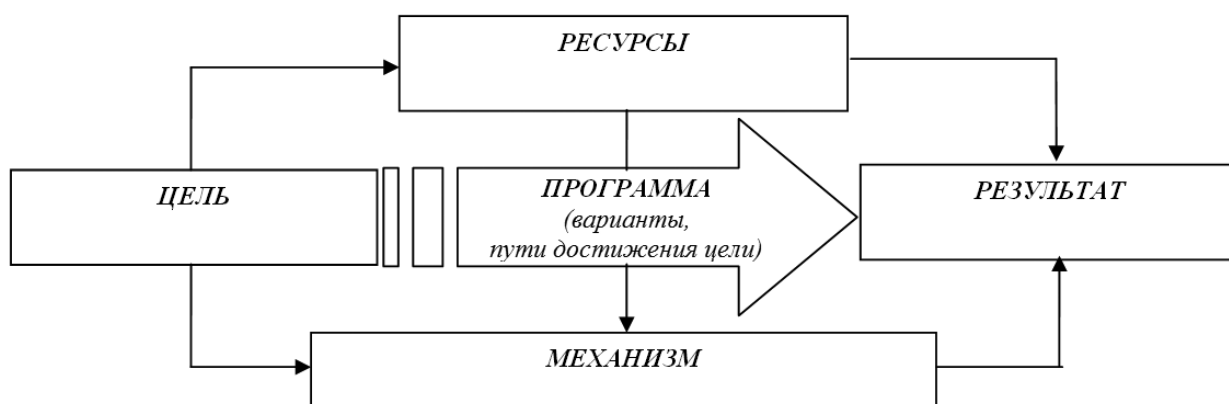 РЕСУРСЫ
ЦЕЛЬ
ПРОГРАММА
(варианты,
пути достижения цели)
РЕЗУЛЬТАТ
МЕХАНИЗМ